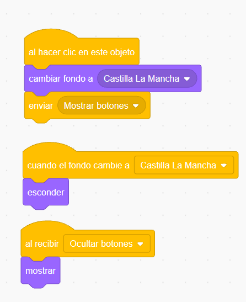 al hacer clic en este objeto
cambiar fondo a Castilla La Mancha
enviar Mostrar botones
cuando el fondo cambie a Castilla La Mancha
esconder
al recibir Ocultar botones
mostrar